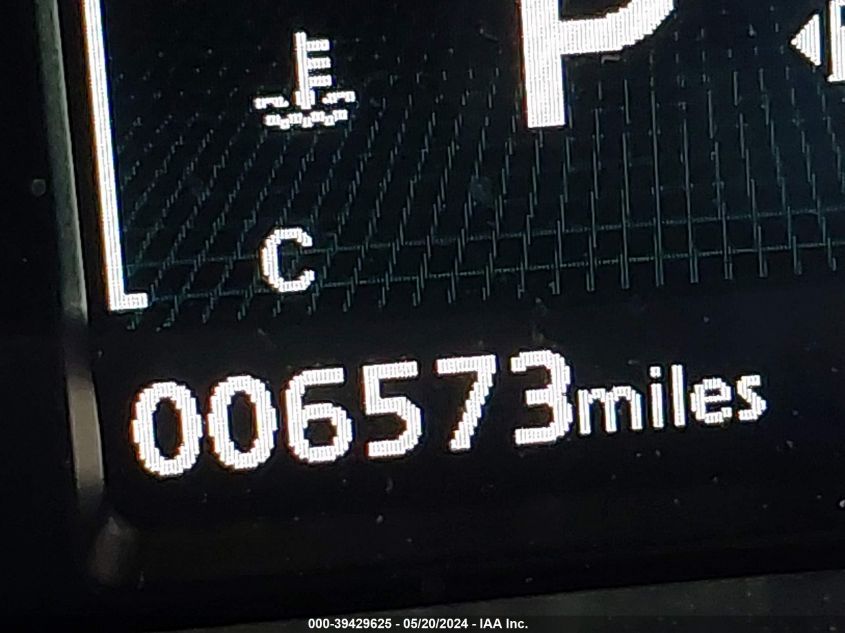 P
C
006573miles
000-39429625 - 05/20/2024 - IAA Inc.